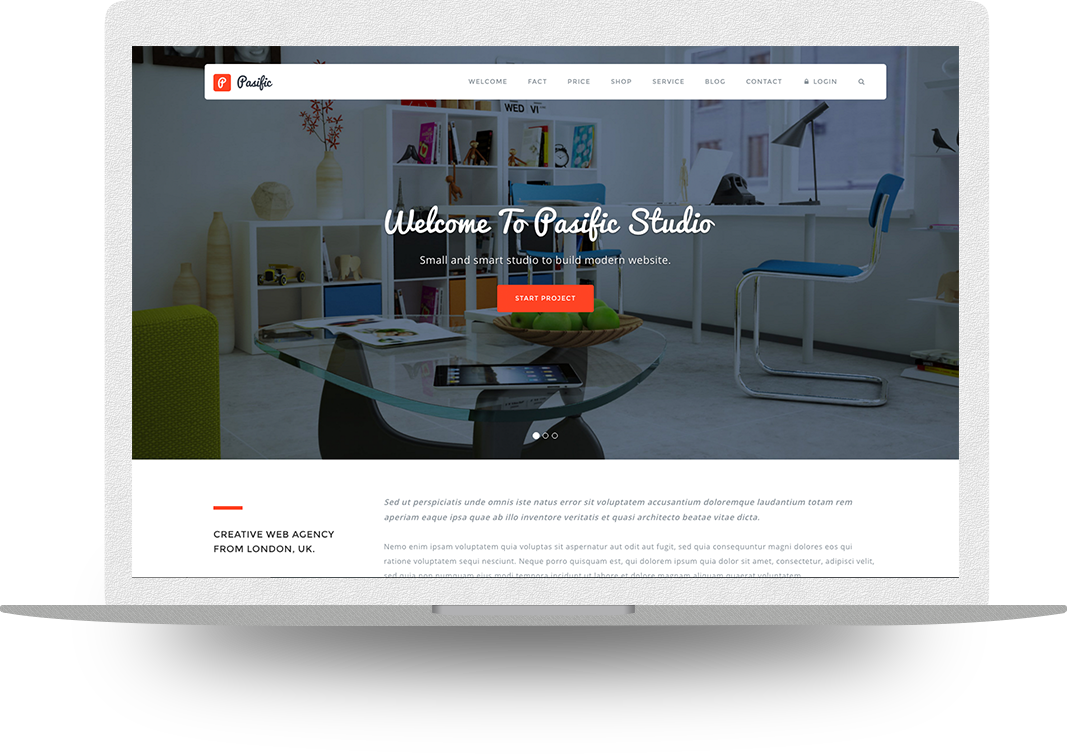 P Pasific
WELCOME FACT PRICE SHOP SERVICE BLOG CONTACT LOGIN
WED VI
Welcome To Pasific Studio
Small and smart studio to build modern website.
START PROJECT
CREATIVE WEB AGENCY
FROM LONDON, UK.
Sed ut perspiciatis unde omnis iste natus error sit voluptatem accusantium doloremque laudantium totam rem
aperiam eaque ipsa quae ab illo inventore veritatis et quasi architecto beatae vitae dicta.
Nemo enim ipsam voluptatem quia voluptas sit aspernatur aut odit aut fugit, sed quia consequuntur magni dolores eos qui
ratione voluptatem sequi nesciunt. Neque porro quisquam est, qui dolorem ipsum quia dolor sit amet, consectetur, adipisci velit,
sed quia non numquam eius modi tempora incidunt ut labore et dolore magnam aliquam quaerat voluptatem.